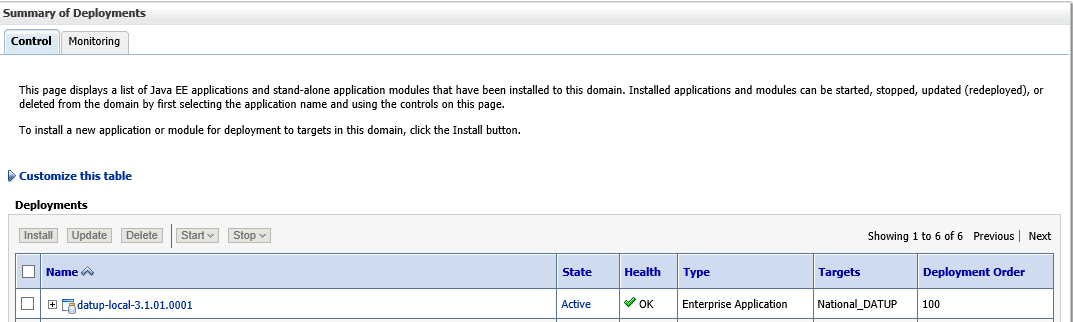 Summary of Deployments
Control Monitoring
This page displays a list of Java EE applications and stand-alone application modules that have been installed to this domain. Installed applications and modules can be started, stopped, updated (redeployed), or
deleted from the domain by first selecting the application name and using the controls on this page.
To install a new application or module for deployment to targets in this domain, click the Install button.
Customize this table
Deployments
Install Update Delete Start Stop Showing 1 to 6 of 6 Previous | Next
Name State Health Type Targets Deployment Order
datup-local-3.1.01.0001 Active OK Enterprise Application National_DATUP 100